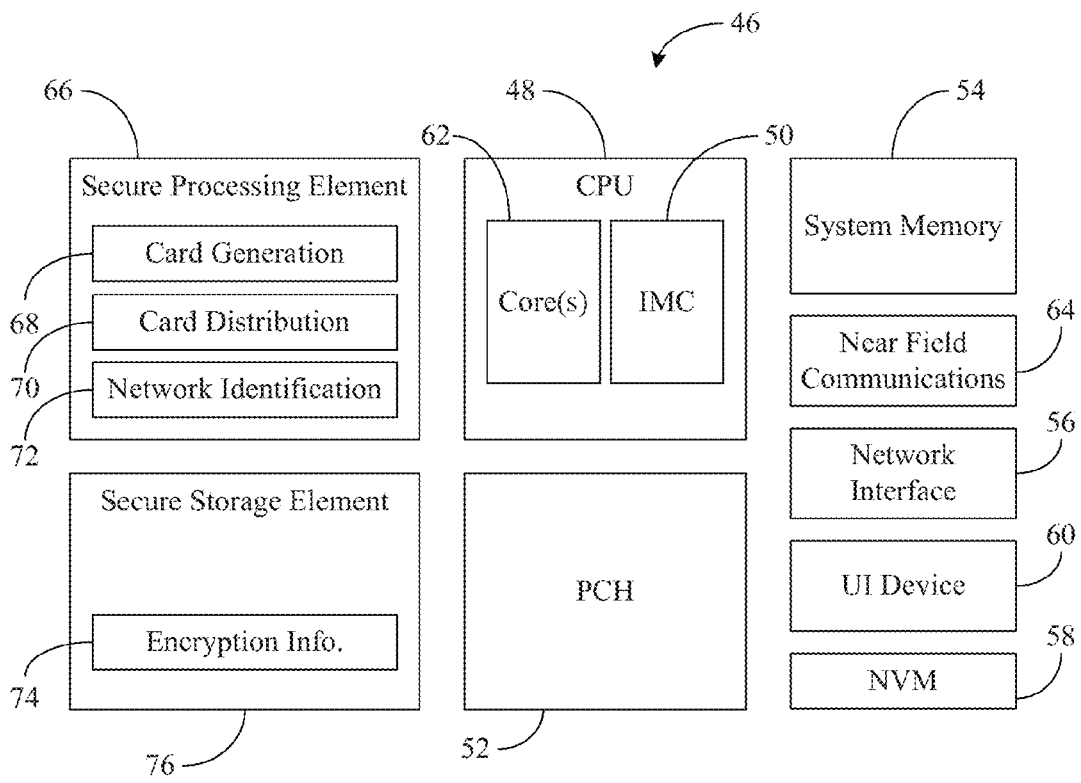 46
66
48
54
62
50
Secure Processing Element
CPU
Card Generation
System Memory
Core(s)
IMC
68
Card Distribution
64
70
Near Field
Communications
Network Identification
72
56
Network
Interface
Secure Storage Element
60
PCH
UI Device
Encryption Info.
58
74
NVM
76
52